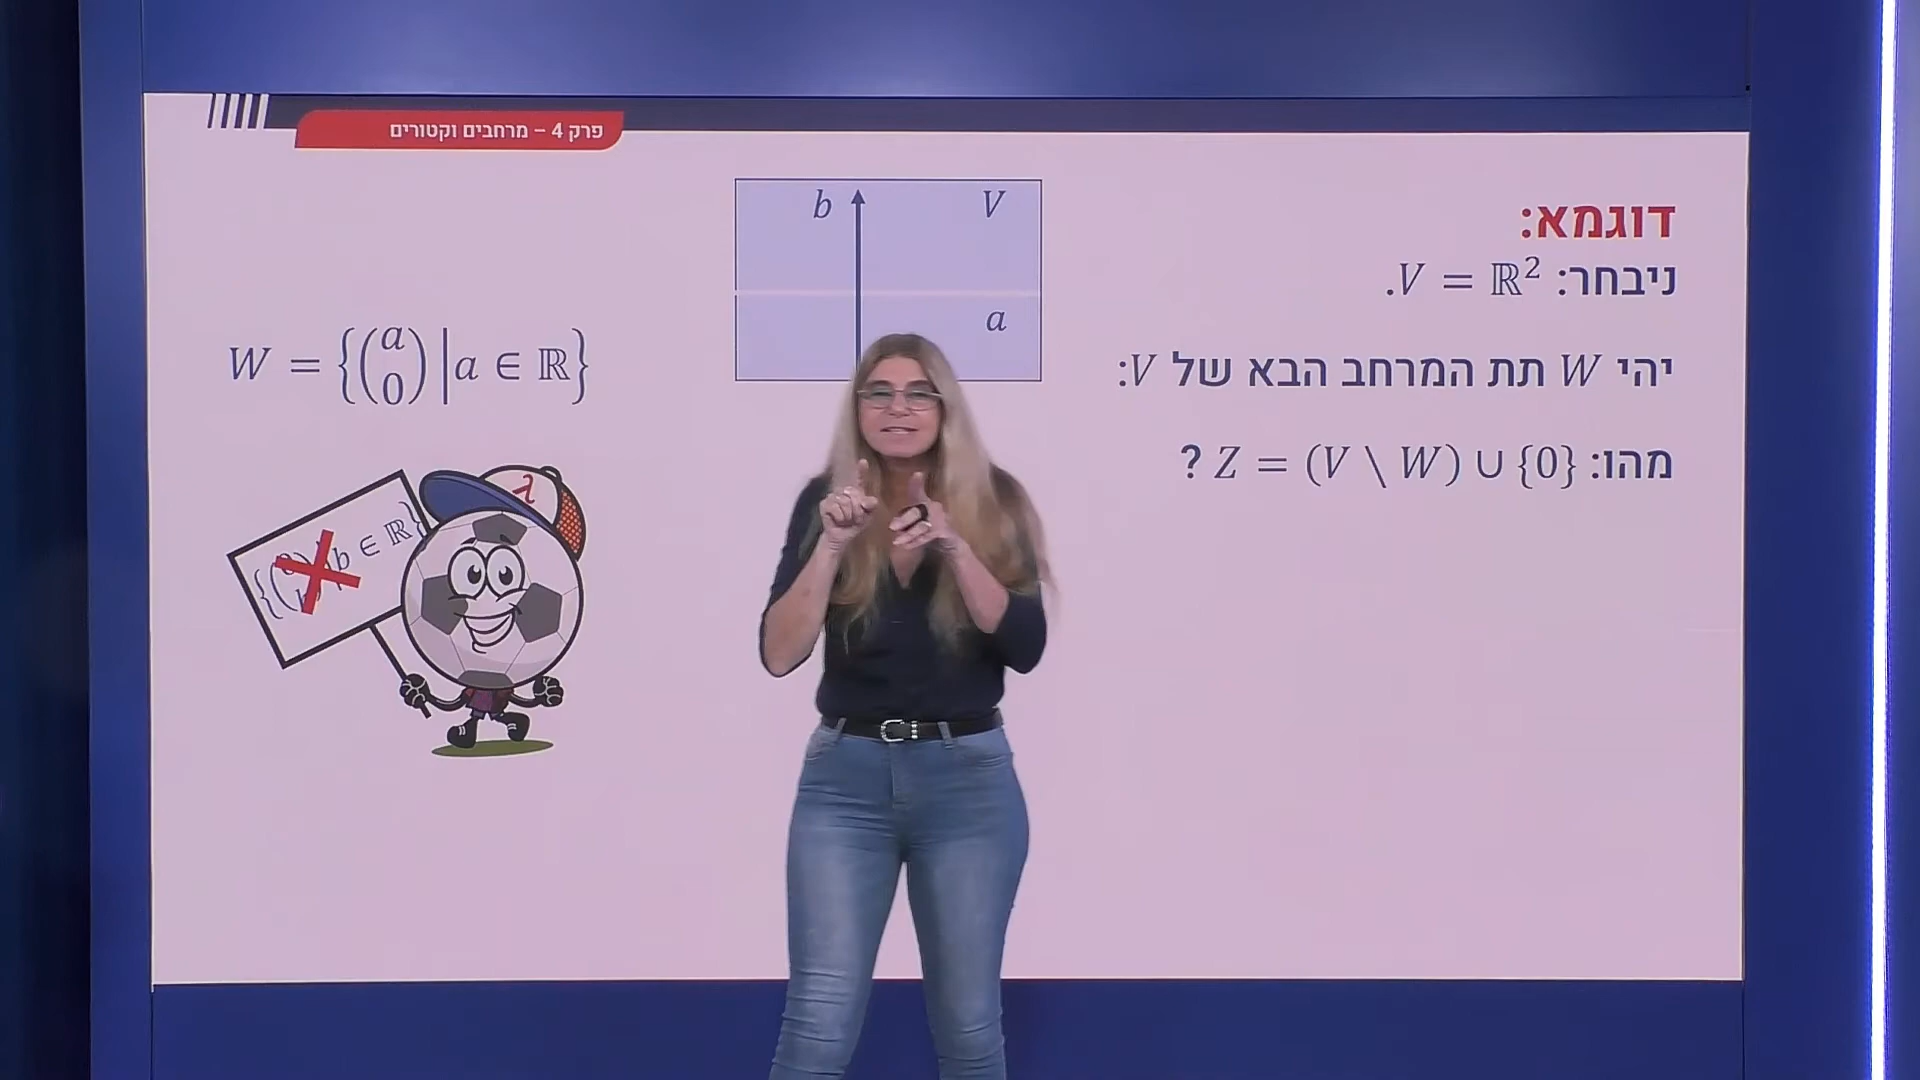 פרק 4 – מרחבים וקטורים
דוגמא:
ניבחר: V = ℝ².
יהי W תת המרחב הבא של V:
מהו: Z = (V \ W) ∪ {0} ?
b V
a
W = {(a 0) | a ∈ ℝ}
b ∈ ℝ}
λ